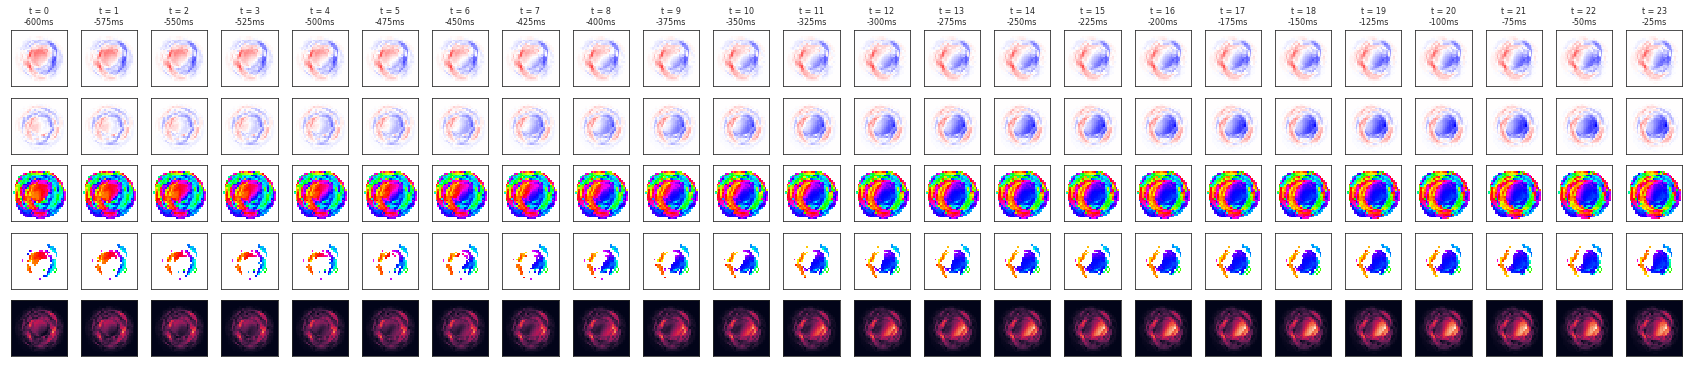 t = 0 t = 1 t = 2 t = 3 t = 4 t = 5 t = 6 t = 7 t = 8 t = 9 t = 10 t = 11 t = 12 t = 13 t = 14 t = 15 t = 16 t = 17 t = 18 t = 19 t = 20 t = 21 t = 22 t = 23
-600ms -575ms -550ms -525ms -500ms -475ms -450ms -425ms -400ms -375ms -350ms -325ms -300ms -275ms -250ms -225ms -200ms -175ms -150ms -125ms -100ms -75ms -50ms -25ms